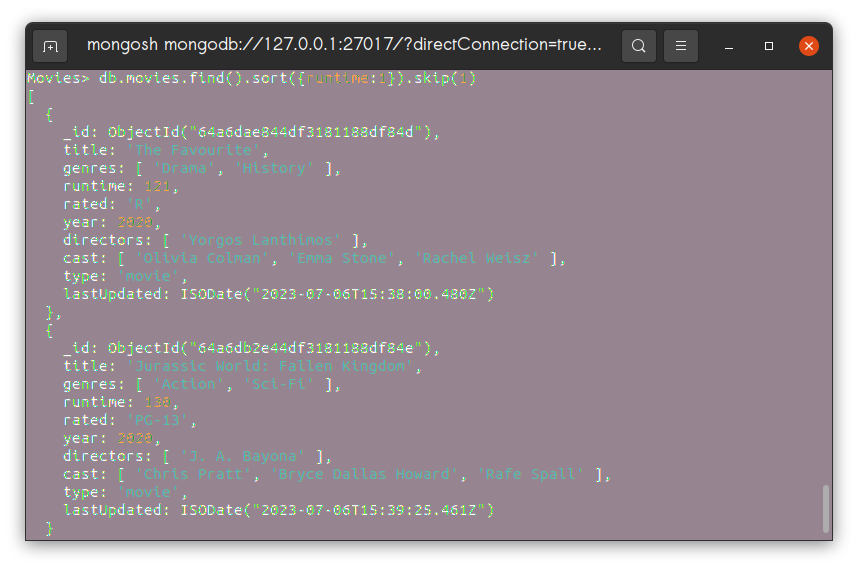 mongosh mongodb://127.0.0.1:27017/?directConnection=true...
Movies> db.movies.find().sort({runtime:1}).skip(1)
[
  {
    _id: ObjectId("64a6dae844df3181188df84d"),
    title: 'The Favourite',
    genres: [ 'Drama', 'History' ],
    runtime: 121,
    rated: 'R',
    year: 2020,
    directors: [ 'Yorgos Lanthimos' ],
    cast: [ 'Olivia Colman', 'Emma Stone', 'Rachel Weisz' ],
    type: 'movie',
    lastUpdated: ISODate("2023-07-06T15:38:00.480Z")
  },
  {
    _id: ObjectId("64a6db2e44df3181188df84e"),
    title: 'Jurassic World: Fallen Kingdom',
    genres: [ 'Action', 'Sci-Fi' ],
    runtime: 130,
    rated: 'PG-13',
    year: 2020,
    directors: [ 'J. A. Bayona' ],
    cast: [ 'Chris Pratt', 'Bryce Dallas Howard', 'Rafe Spall' ],
    type: 'movie',
    lastUpdated: ISODate("2023-07-06T15:39:25.461Z")
  }